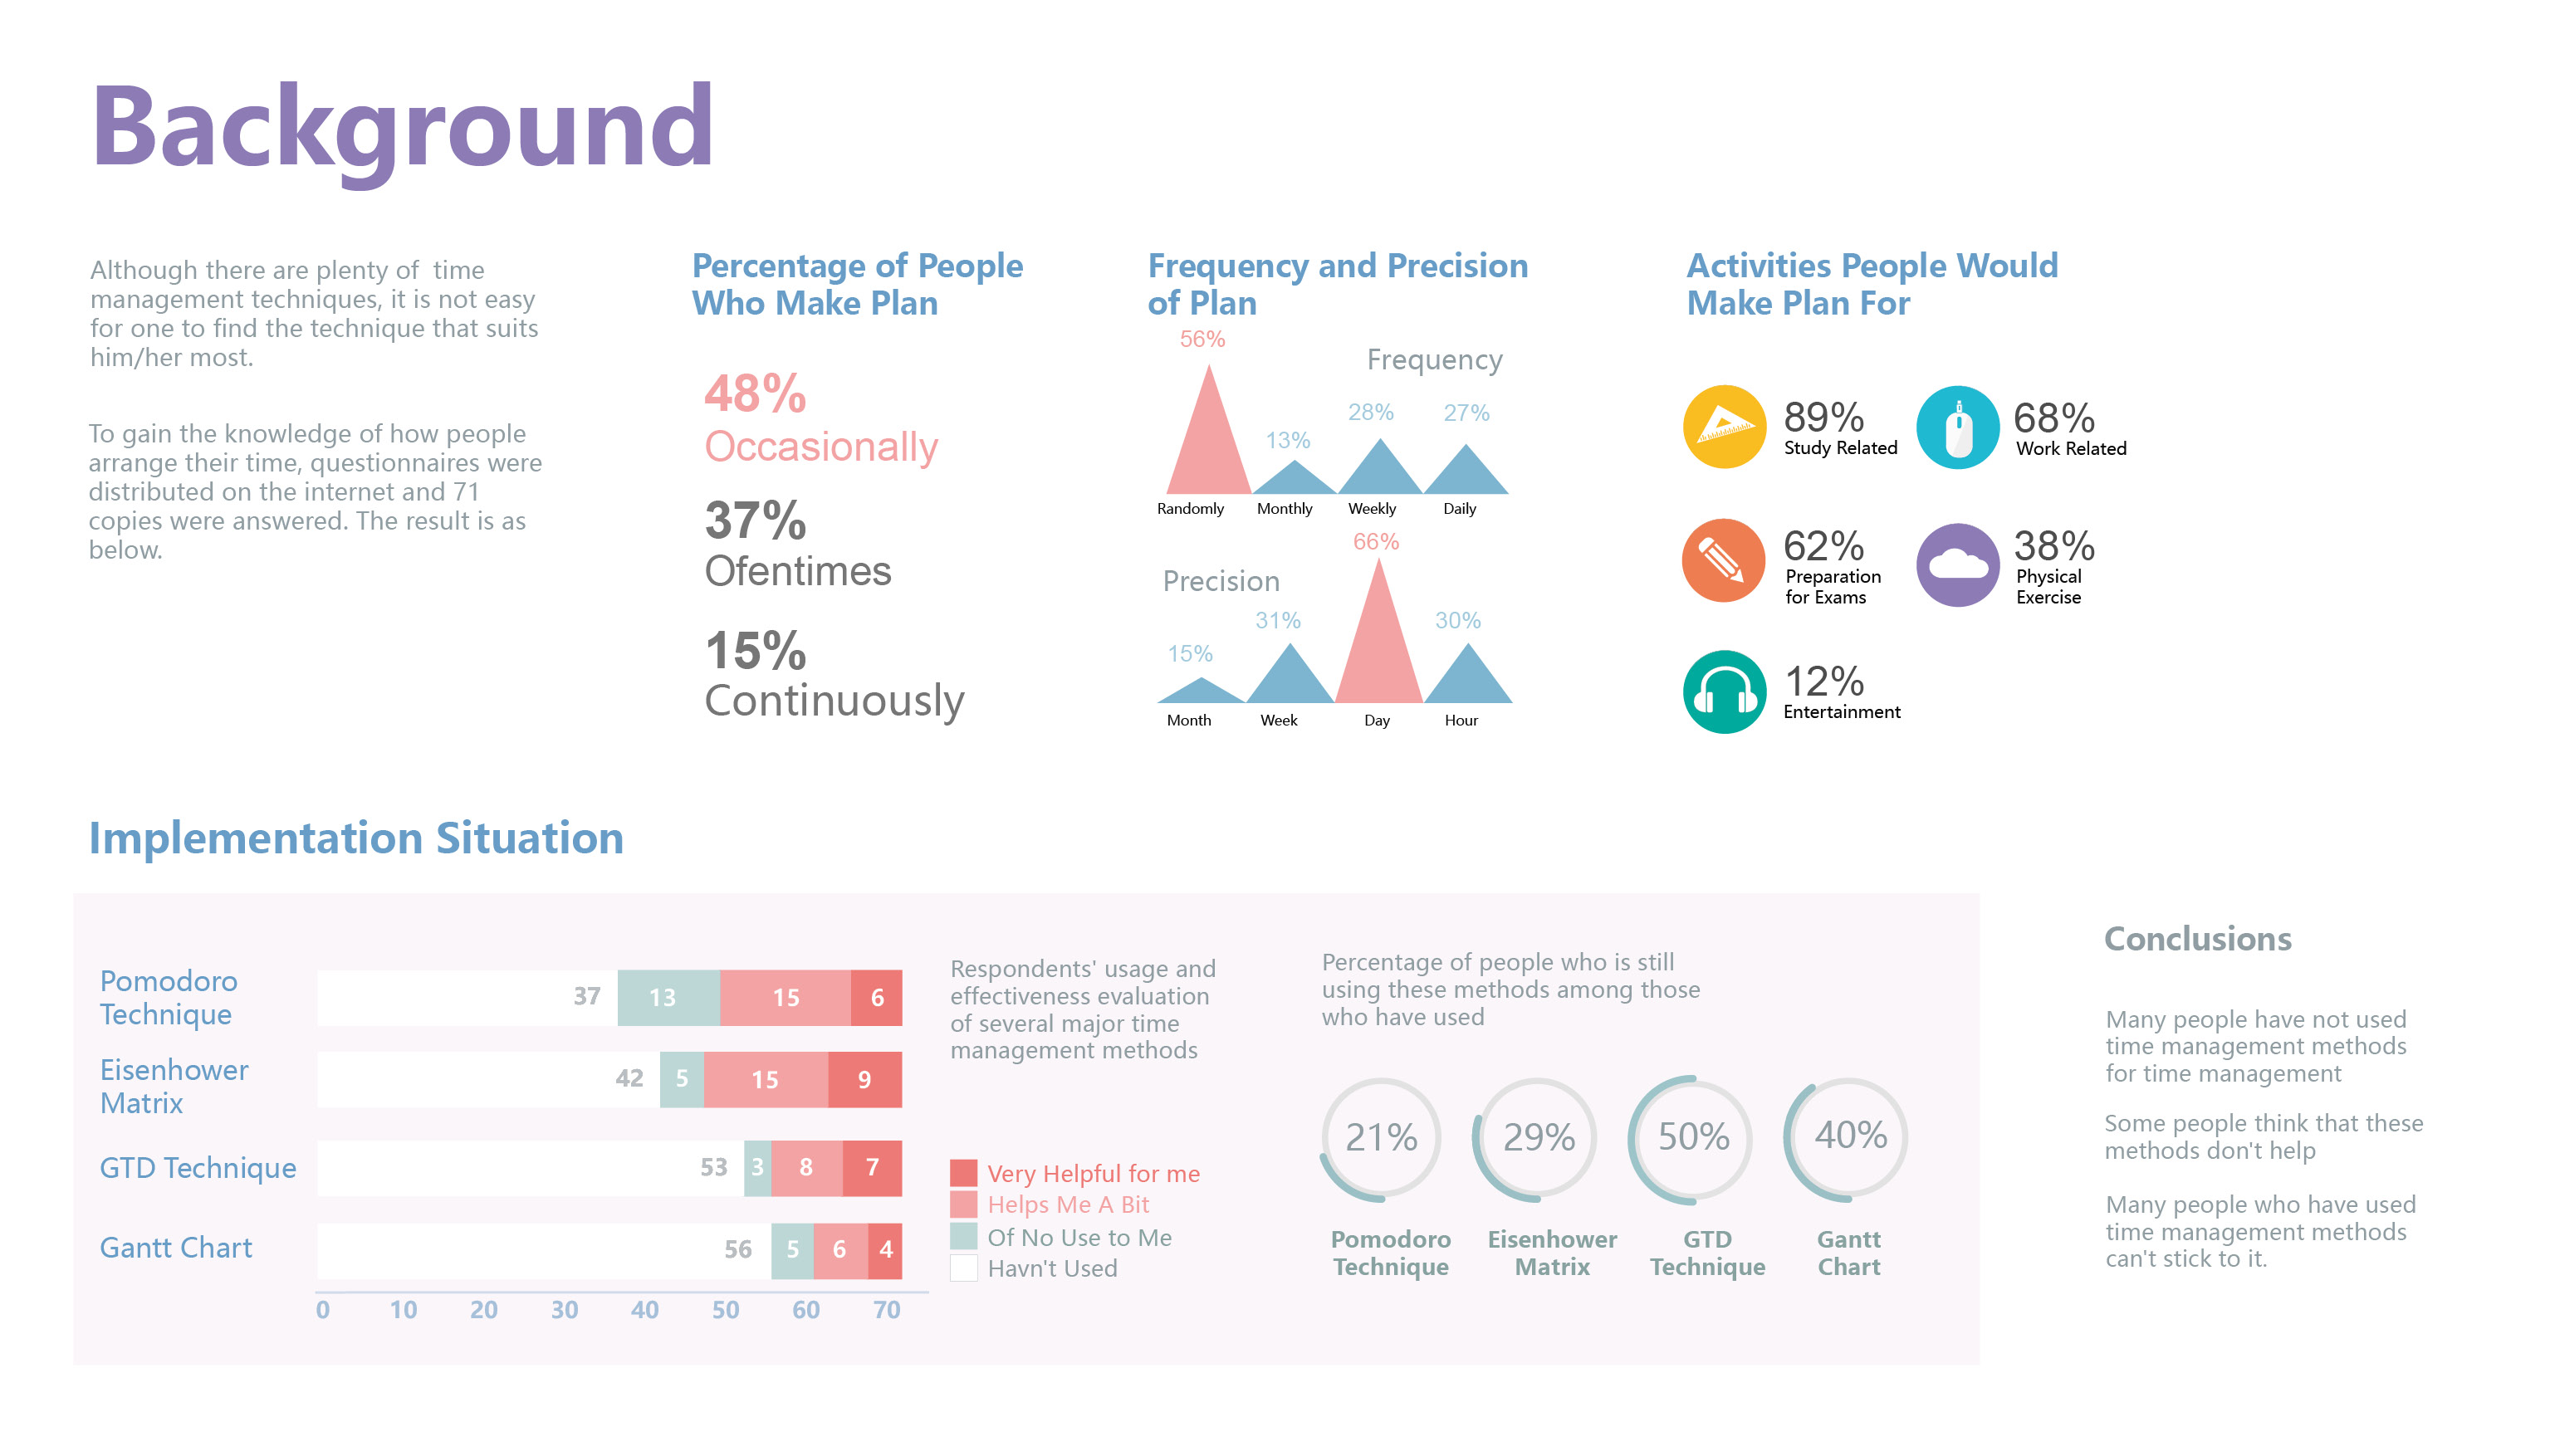 Background
Although there are plenty of  time
management techniques, it is not easy
for one to find the technique that suits
him/her most.
To gain the knowledge of how people
arrange their time, questionnaires were
distributed on the internet and 71
copies were answered. The result is as
below.
Percentage of People
Who Make Plan
48%
Occasionally
37%
Ofentimes
15%
Continuously
Frequency and Precision
of Plan
56%
Frequency
13%
28%
27%
Randomly Monthly Weekly Daily
Precision
15%
31%
66%
30%
Month Week Day Hour
Activities People Would
Make Plan For
89%
Study Related
68%
Work Related
62%
Preparation
for Exams
38%
Physical
Exercise
12%
Entertainment
Implementation Situation
Pomodoro
Technique
37 13 15 6
Eisenhower
Matrix
42 5 15 9
GTD Technique
53 3 8 7
Gantt Chart
56 5 6 4
0 10 20 30 40 50 60 70
Respondents' usage and
effectiveness evaluation
of several major time
management methods
Very Helpful for me
Helps Me A Bit
Of No Use to Me
Havn't Used
Percentage of people who is still
using these methods among those
who have used
21%
Pomodoro
Technique
29%
Eisenhower
Matrix
50%
GTD
Technique
40%
Gantt
Chart
Conclusions
Many people have not used
time management methods
for time management
Some people think that these
methods don't help
Many people who have used
time management methods
can't stick to it.